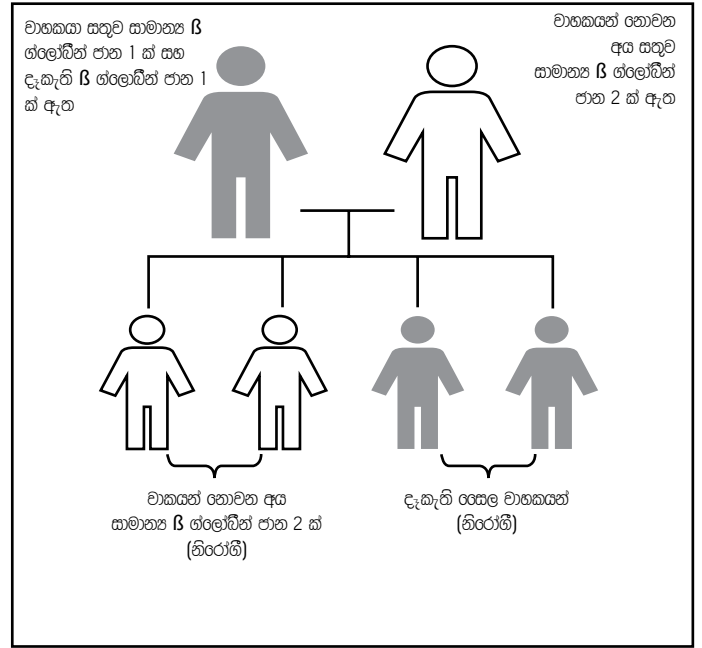 වාහකයා සතුව සාමාන්‍ය ß
ග්ලෝබීන් ජාන 1 ක් සහ
දෑකැති ß ග්ලෝබීන් ජාන 1
ක් ඇත
වාහකයන් නොවන
අය සතුව
සාමාන්‍ය ß ග්ලෝබීන්
ජාන 2 ක් ඇත
වාකයන් නොවන අය
සාමාන්‍ය ß ග්ලෝබීන් ජාන 2 ක්
(නිරෝගී)
දෑකැති සෛල වාහකයන්
(නිරෝගී)